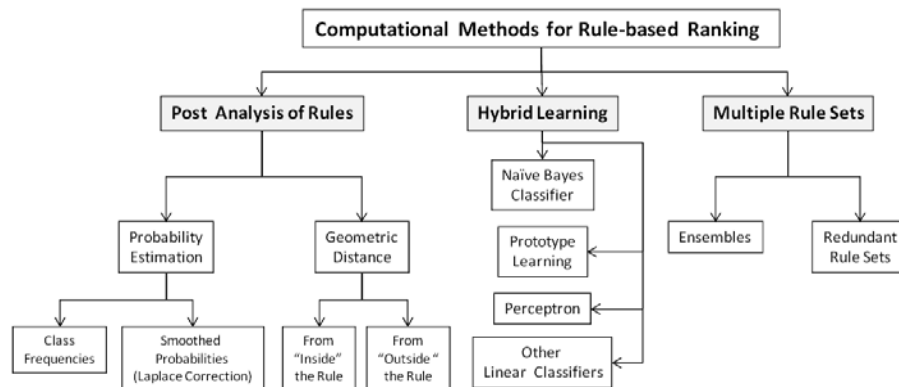 Computational Methods for Rule-based Ranking
Post Analysis of Rules
Hybrid Learning
Multiple Rule Sets
Naïve Bayes
Classifier
Probability
Estimation
Geometric
Distance
Prototype
Learning
Ensembles
Redundant
Rule Sets
Perceptron
Class
Frequencies
Smoothed
Probabilities
(Laplace Correction)
From
"Inside"
the Rule
From
"Outside "
the Rule
Other
Linear Classifiers